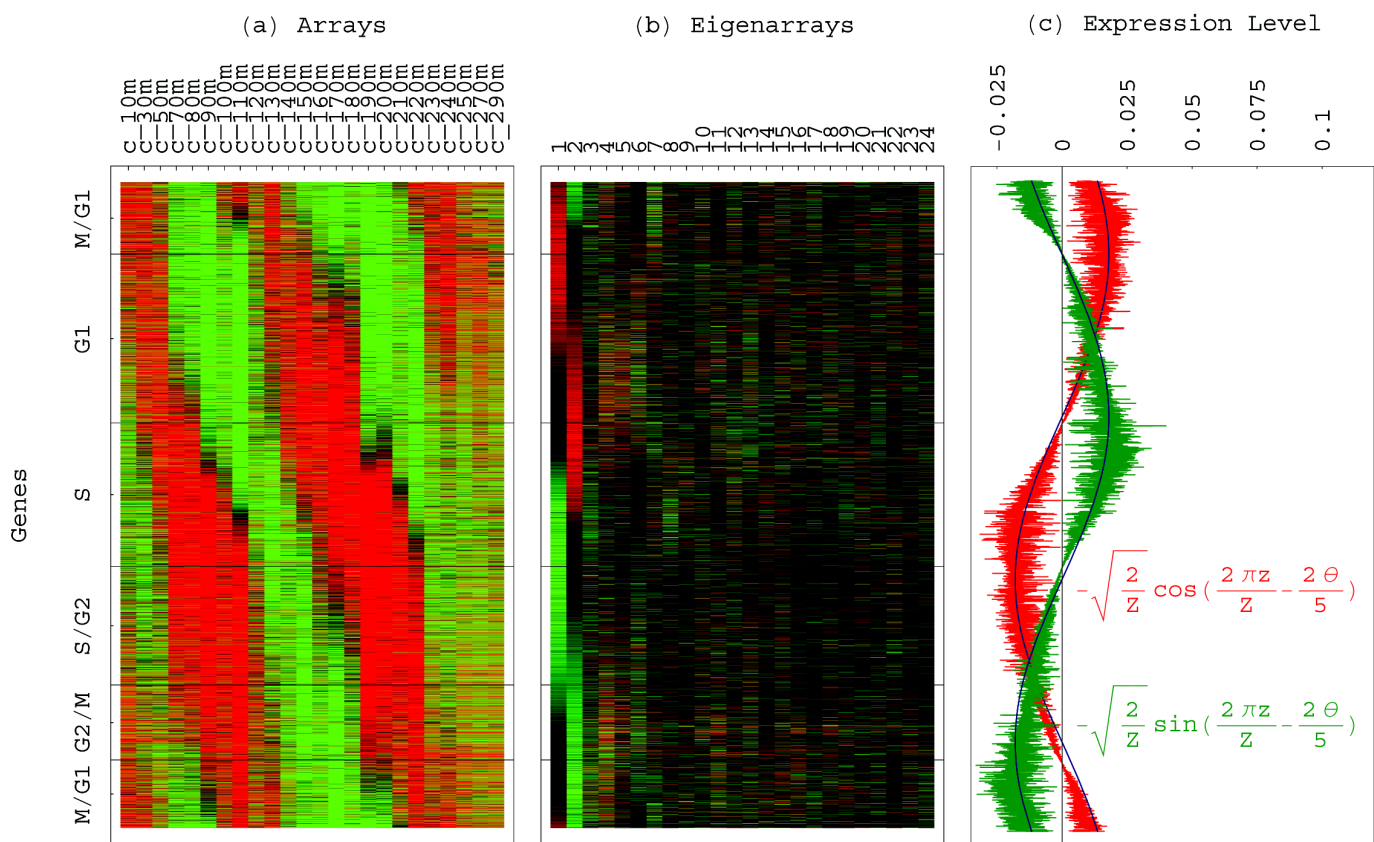 (a) Arrays
(b) Eigenarrays
(c) Expression Level
c_10m
c_30m
c_50m
c_70m
c_80m
c_90m
c_100m
c_110m
c_120m
c_130m
c_140m
c_150m
c_160m
c_170m
c_180m
c_190m
c_200m
c_210m
c_220m
c_230m
c_240m
c_250m
c_270m
c_290m
1
2
3
4
5
6
7
8
9
10
11
12
13
14
15
16
17
18
19
20
21
22
23
24
-0.025
0
0.025
0.05
0.075
0.1
Genes
M/G1
G1
S
S/G2
G2/M
M/G1
-√(2/Z) cos(2πz/Z - 2θ/5)
-√(2/Z) sin(2πz/Z - 2θ/5)